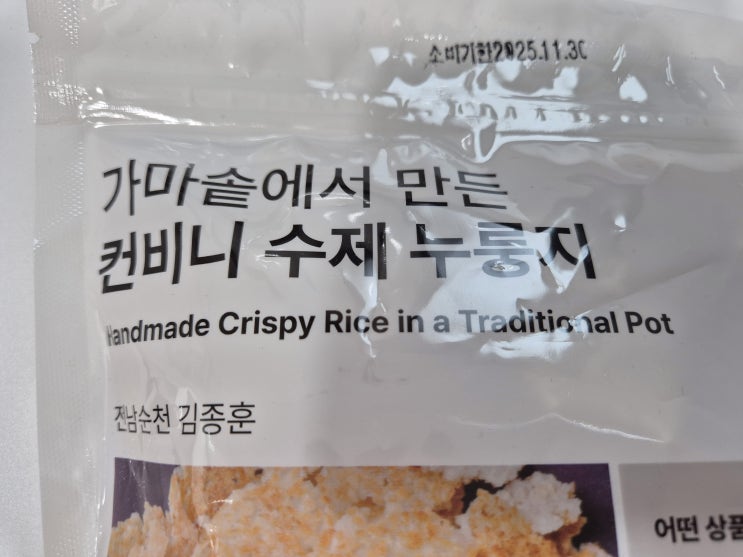 소비기한2025.11.30
가마솥에서 만든
컨비니 수제 누룽지
Handmade Crispy Rice in a Traditional Pot
전남순천 김종훈
어떤 상품